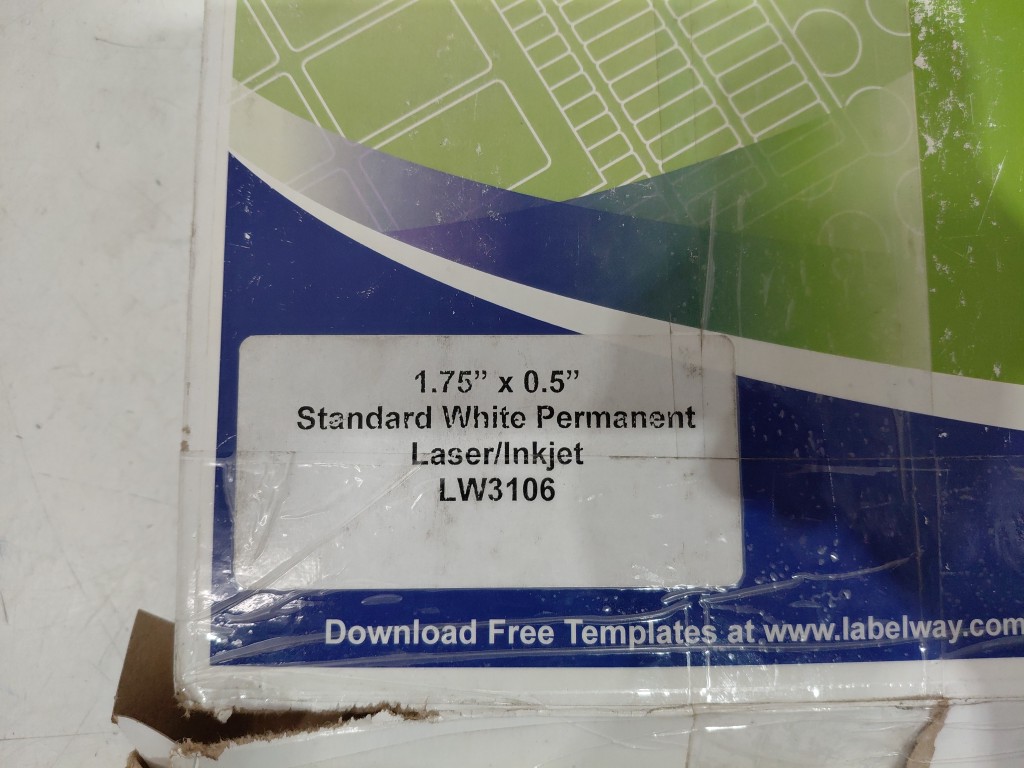 1.75” x 0.5”
Standard White Permanent
Laser/Inkjet
LW3106
Download Free Templates at www.labelway.com